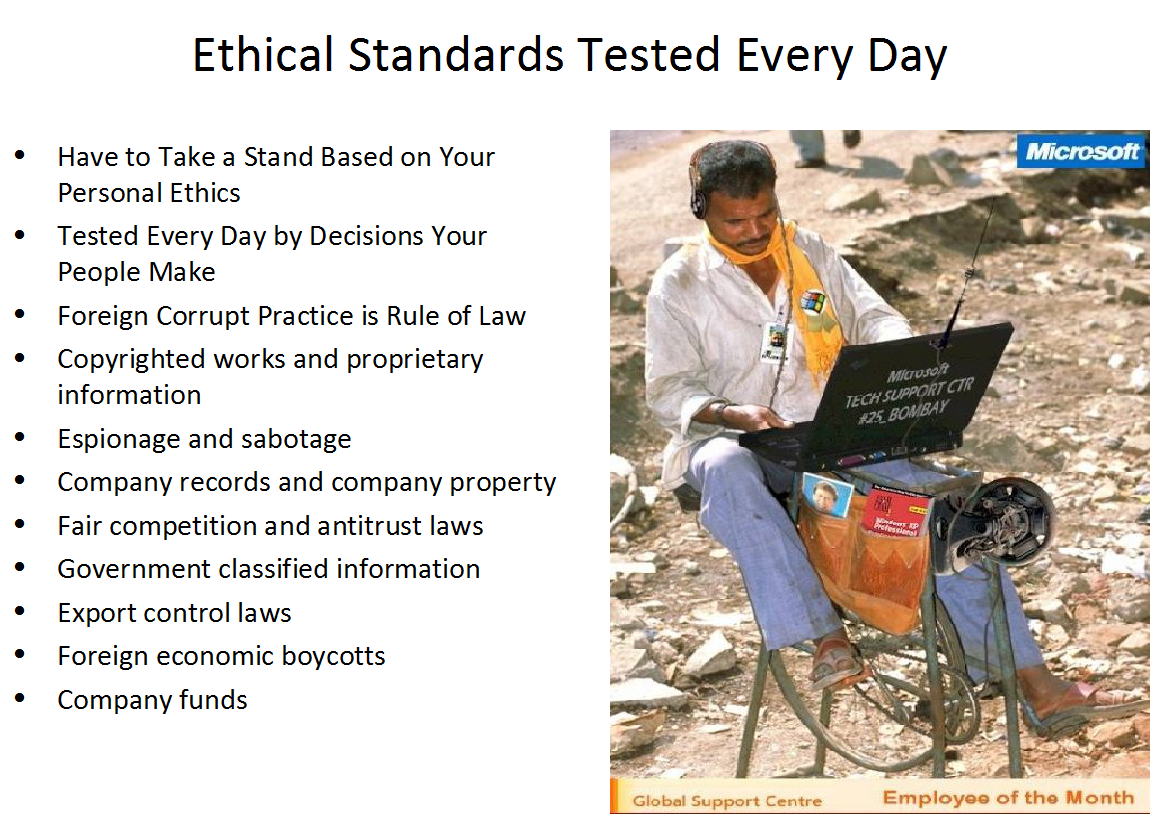 Ethical Standards Tested Every Day
• Have to Take a Stand Based on Your
Personal Ethics
• Tested Every Day by Decisions Your
People Make
• Foreign Corrupt Practice is Rule of Law
• Copyrighted works and proprietary
information
• Espionage and sabotage
• Company records and company property
• Fair competition and antitrust laws
• Government classified information
• Export control laws
• Foreign economic boycotts
• Company funds
Microsoft
Microsoft
TECH SUPPORT CTR
#25, BOMBAY
Windows XP
Professional
Global Support Centre
Employee of the Month